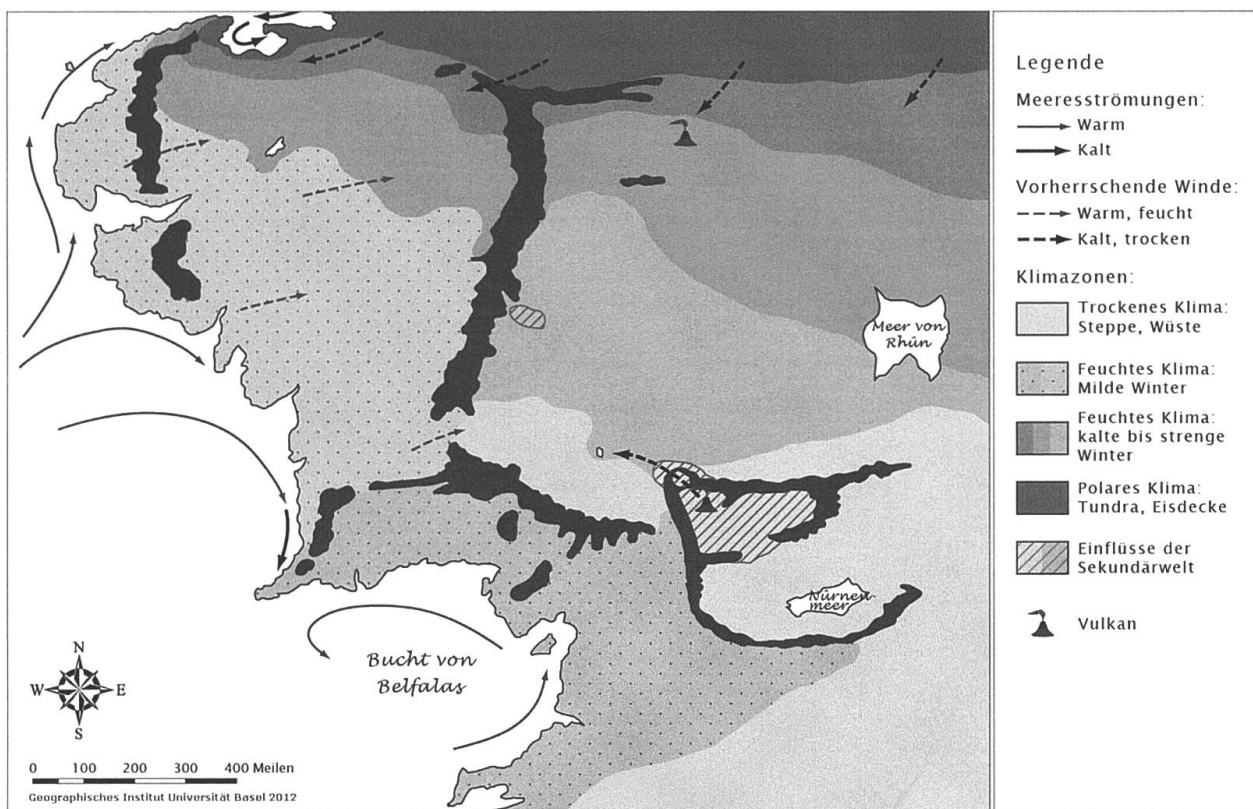 Meer von
Rhûn
Nûrnen-
meer
Bucht von
Belfalas
N
W
E
S
0 100 200 300 400 Meilen
Geographisches Institut Universität Basel 2012
Legende
Meeresströmungen:
Warm
Kalt
Vorherrschende Winde:
Warm, feucht
Kalt, trocken
Klimazonen:
Trockenes Klima:
Steppe, Wüste
Feuchtes Klima:
Milde Winter
Feuchtes Klima:
kalte bis strenge
Winter
Polares Klima:
Tundra, Eisdecke
Einflüsse der
Sekundärwelt
Vulkan